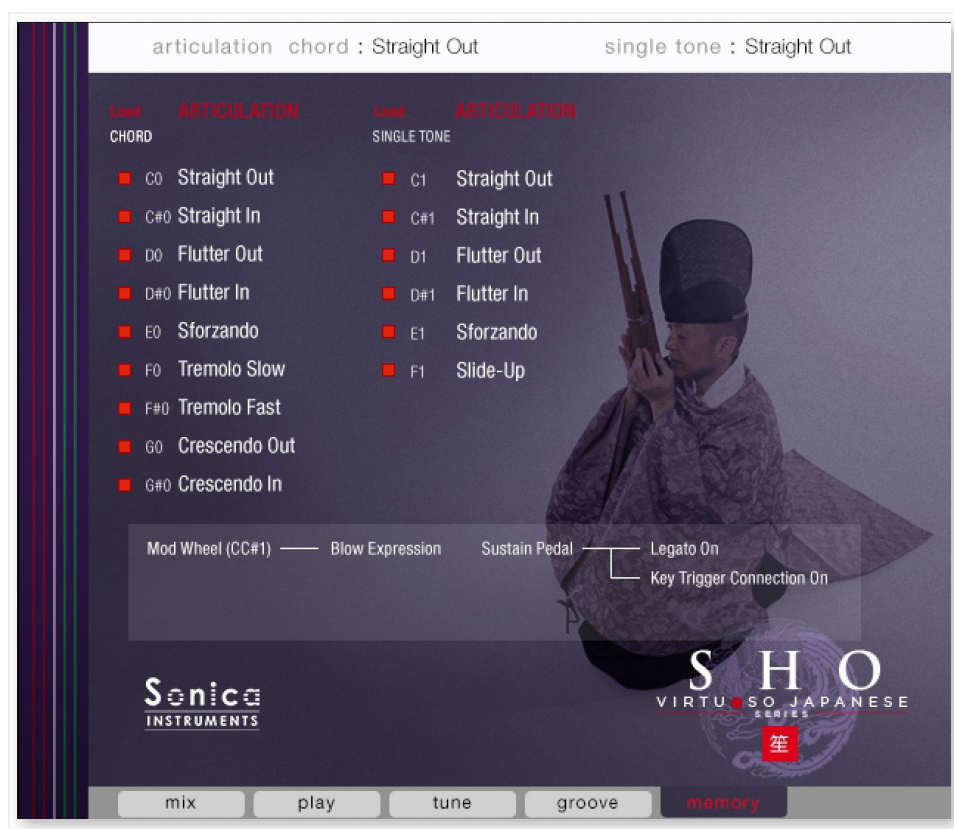 articulation chord : Straight Out single tone : Straight Out
Load ARTICULATION Load ARTICULATION
CHORD SINGLE TONE
C0 Straight Out C1 Straight Out
C#0 Straight In C#1 Straight In
D0 Flutter Out D1 Flutter Out
D#0 Flutter In D#1 Flutter In
E0 Sforzando E1 Sforzando
F0 Tremolo Slow F1 Slide-Up
F#0 Tremolo Fast
G0 Crescendo Out
G#0 Crescendo In
Mod Wheel (CC#1) Blow Expression Sustain Pedal Legato On
Key Trigger Connection On
Sonica
INSTRUMENTS
SHO
VIRTUOSO JAPANESE
SERIES
笙
mix play tune groove memory